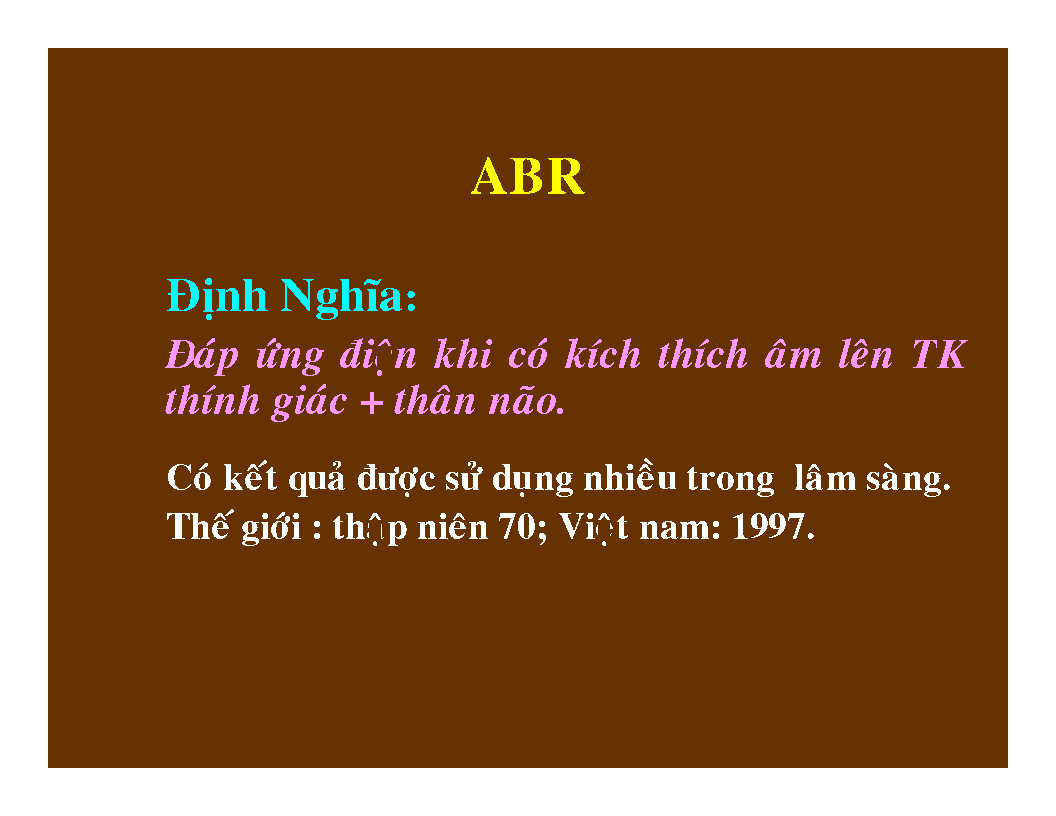 ABR
Định Nghĩa:
Đáp ứng điện khi có kích thích âm lên TK
thính giác + thân não.
Có kết quả được sử dụng nhiều trong lâm sàng.
Thế giới : thập niên 70; Việt nam: 1997.